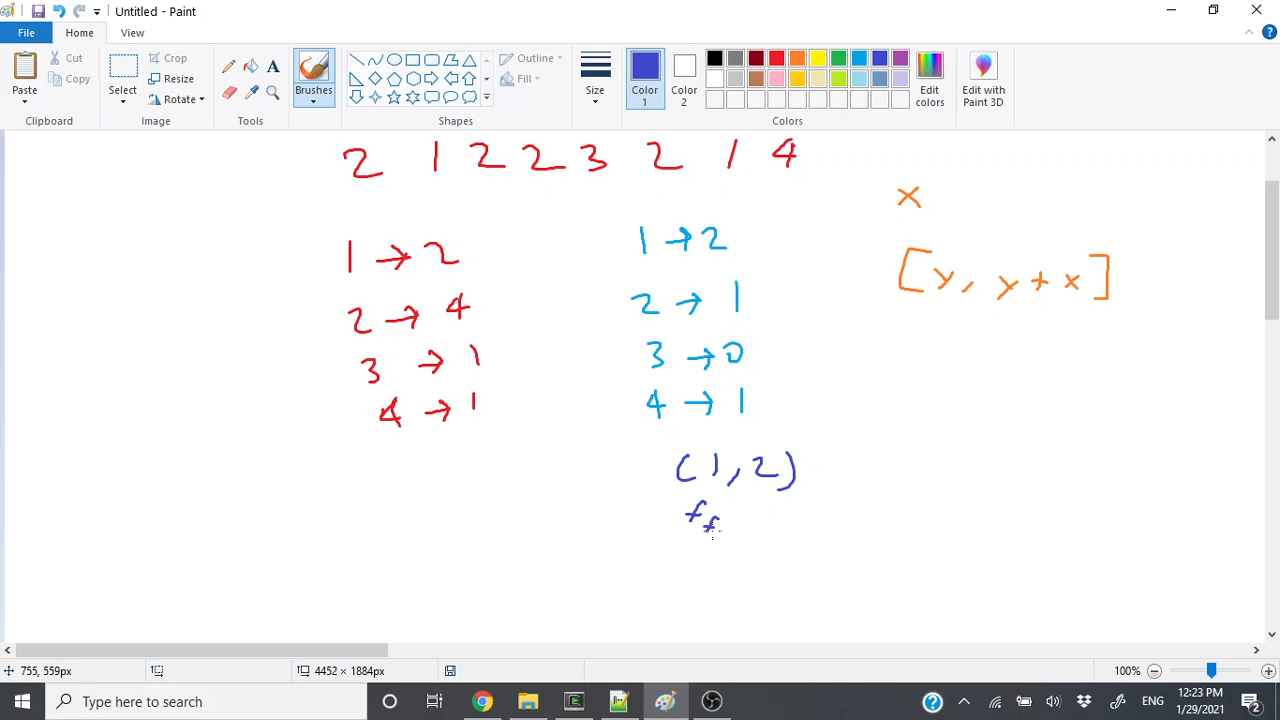 Untitled - Paint
File Home View
Paste
Cut
Copy
Clipboard
Select
Crop
Resize
Rotate
Image
A
Tools
Brushes
Outline
Fill
Shapes
Size
Color 1
Color 2
Edit colors
Colors
Edit with Paint 3D
2 1 2 2 3 2 1 4
1 → 2
2 → 4
3 → 1
4 → 1
1 → 2
2 → 1
3 → 0
4 → 1
(1, 2)
f f
x
[y, y + x]
755, 559px
4452 × 1884px
100%
Type here to search
ENG
12:23 PM
1/29/2021
2